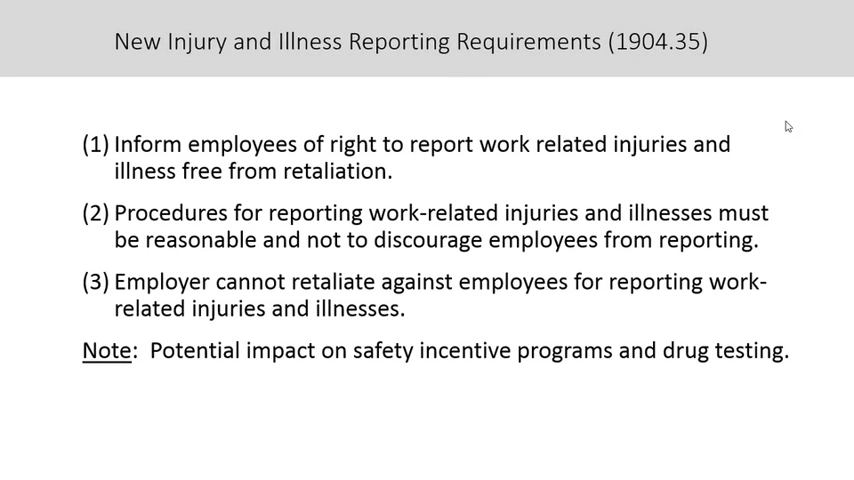 New Injury and Illness Reporting Requirements (1904.35)
(1) Inform employees of right to report work related injuries and
illness free from retaliation.
(2) Procedures for reporting work-related injuries and illnesses must
be reasonable and not to discourage employees from reporting.
(3) Employer cannot retaliate against employees for reporting work-
related injuries and illnesses.
Note:  Potential impact on safety incentive programs and drug testing.